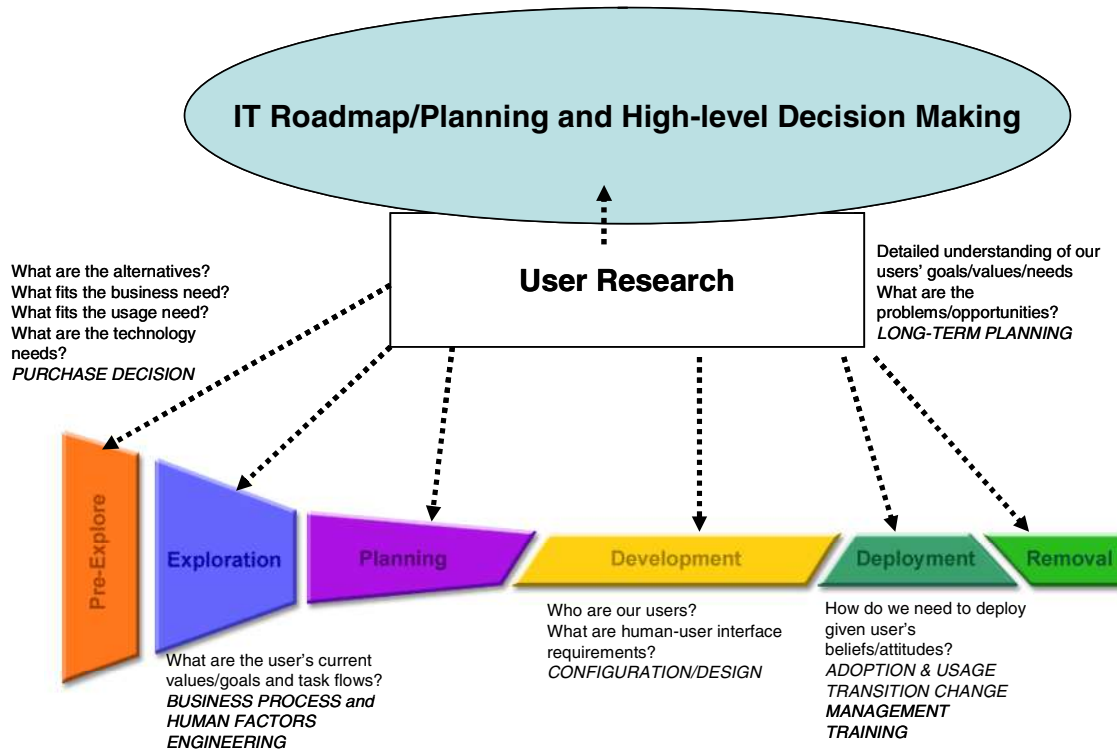 IT Roadmap/Planning and High-level Decision Making
User Research
What are the alternatives?
What fits the business need?
What fits the usage need?
What are the technology
needs?
PURCHASE DECISION
Detailed understanding of our
users’ goals/values/needs
What are the
problems/opportunities?
LONG-TERM PLANNING
Pre-Explore
Exploration
Planning
Development
Deployment
Removal
What are the user’s current
values/goals and task flows?
BUSINESS PROCESS and
HUMAN FACTORS
ENGINEERING
Who are our users?
What are human-user interface
requirements?
CONFIGURATION/DESIGN
How do we need to deploy
given user’s
beliefs/attitudes?
ADOPTION & USAGE
TRANSITION CHANGE
MANAGEMENT
TRAINING